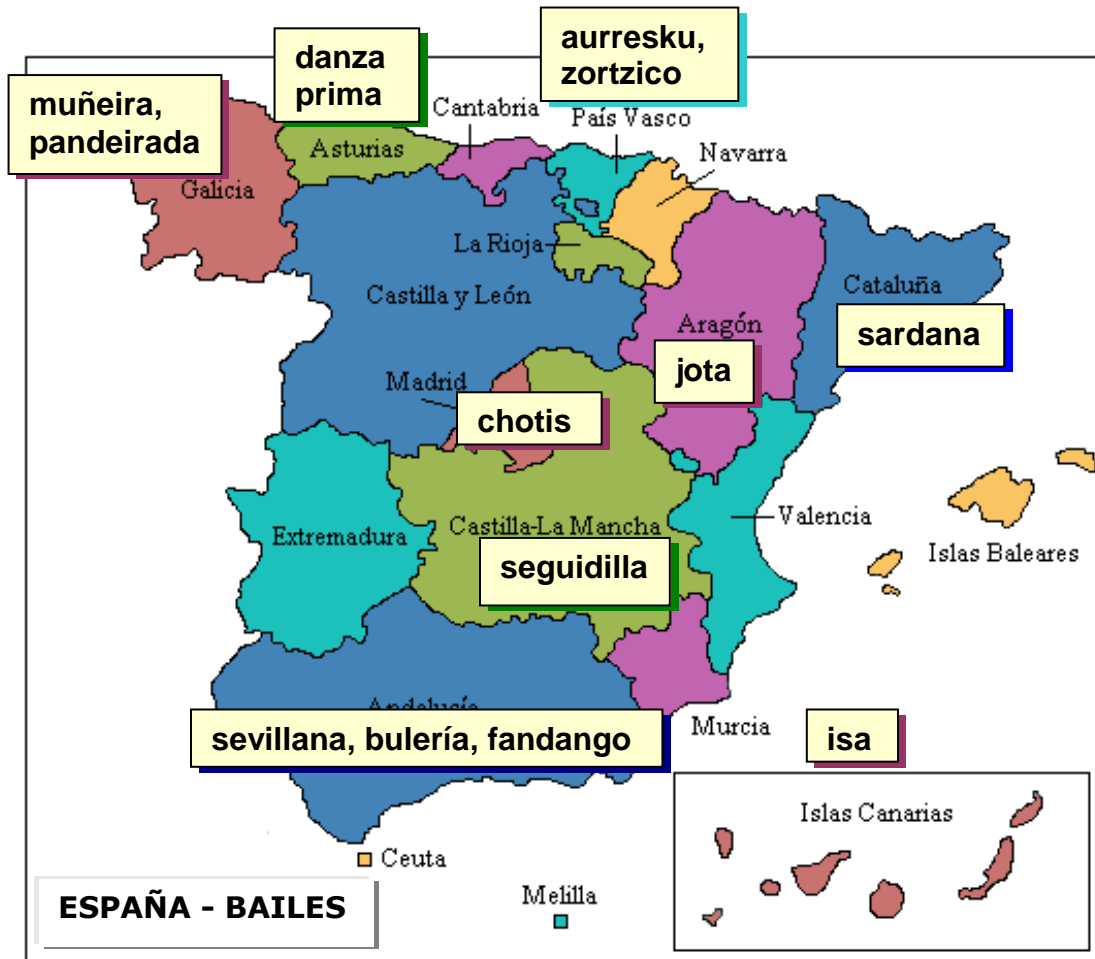 aurresku,
zortzico
danza
prima
muñeira,
pandeirada
Cantabria
País Vasco
Asturias
Navarra
Galicia
La Rioja
Cataluña
Castilla y León
Aragón
sardana
jota
Madrid
chotis
Valencia
Extremadura
Castilla-La Mancha
Islas Baleares
seguidilla
Andalucía
Murcia
sevillana, bulería, fandango
isa
Islas Canarias
Ceuta
Melilla
ESPAÑA - BAILES